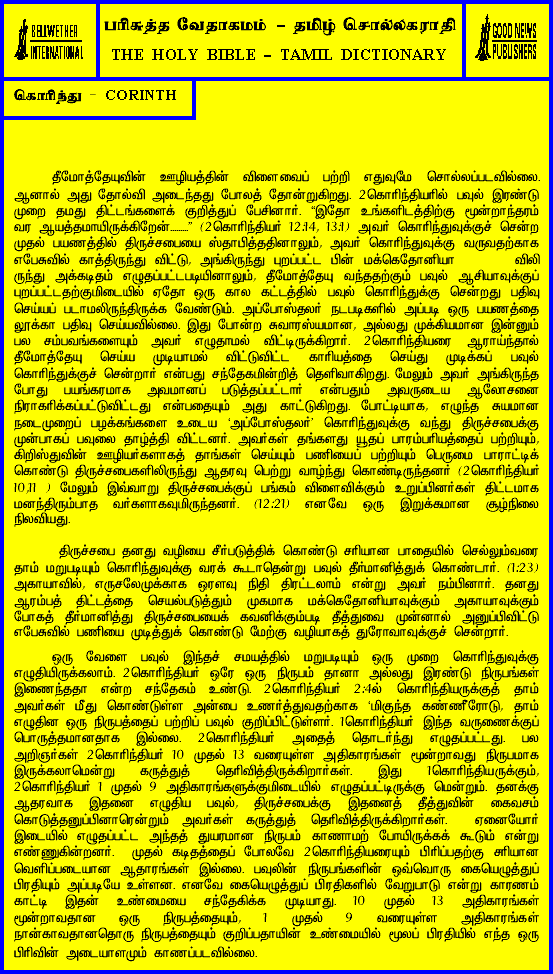 BELLWETHER
INTERNATIONAL
பரிசுத்த வேதாகமம் - தமிழ் சொல்லகராதி
THE HOLY BIBLE - TAMIL DICTIONARY
GOOD NEWS
PUBLISHERS
கொரிந்து - CORINTH
தீமோத்தேயுவின் ஊழியத்தின் விளைவைப் பற்றி எதுவுமே சொல்லப்படவில்லை.
ஆனால் அது தோல்வி அடைந்தது போலத் தோன்றுகிறது. 2கொரிந்தியரில் பவுல் இரண்டு
முறை தமது திட்டங்களைக் குறித்துப் பேசினார். “இதோ உங்களிடத்திற்கு மூன்றாந்தரம்
வர ஆயத்தமாயிருக்கிறேன்.........” (2கொரிந்தியர் 12:14, 13:1) அவர் கொரிந்துவுக்குச் சென்ற
முதல் பயணத்தில் திருச்சபையை ஸ்தாபித்ததினாலும், அவர் கொரிந்துவுக்கு வருவதற்காக
எபேசுவில் காத்திருந்து விட்டு, அங்கிருந்து புறப்பட்ட பின் மக்கெதோனியா விலி
ருந்து அக்கடிதம் எழுதப்பட்டபடியினாலும், தீமோத்தேயு வந்ததற்கும் பவுல் ஆசியாவுக்குப்
புறப்பட்டதற்குமிடையில் ஏதோ ஒரு கால கட்டத்தில் பவுல் கொரிந்துக்கு சென்றது பதிவு
செய்யப் படாமலிருந்திருக்க வேண்டும். அப்போஸ்தலர் நடபடிகளில் அப்படி ஒரு பயணத்தை
லூக்கா பதிவு செய்யவில்லை. இது போன்ற சுவாரஸ்யமான, அல்லது முக்கியமான இன்னும்
பல சம்பவங்களையும் அவர் எழுதாமல் விட்டிருக்கிறார். 2கொரிந்தியரை ஆராய்ந்தால்
தீமோத்தேயு செய்ய முடியாமல் விட்டுவிட்ட காரியத்தை செய்து முடிக்கப் பவுல்
கொரிந்துக்குச் சென்றார் என்பது சந்தேகமின்றித் தெளிவாகிறது. மேலும் அவர் அங்கிருந்த
போது பயங்கரமாக அவமானப் படுத்தப்பட்டார் என்பதும் அவருடைய ஆலோசனை
நிராகரிக்கப்பட்டுவிட்டது என்பதையும் அது காட்டுகிறது. போட்டியாக, எழுந்த சுயமான
நடைமுறைப் பழக்கங்களை உடைய ‘அப்போஸ்தலர்’ கொரிந்துவுக்கு வந்து திருச்சபைக்கு
முன்பாகப் பவுலை தாழ்த்தி விட்டனர். அவர்கள் தங்களது யூதப் பாரம்பரியத்தைப் பற்றியும்,
கிறிஸ்துவின் ஊழியர்களாகத் தாங்கள் செய்யும் பணியைப் பற்றியும் பெருமை பாராட்டிக்
கொண்டு திருச்சபைகளிலிருந்து ஆதரவு பெற்று வாழ்ந்து கொண்டிருந்தனர் (2கொரிந்தியர்
10,11 ) மேலும் இவ்வாறு திருச்சபைக்குப் பங்கம் விளைவிக்கும் உறுப்பினர்கள் திட்டமாக
மனந்திரும்பாத வர்களாகவுமிருந்தனர். (12:21) எனவே ஒரு இறுக்கமான சூழ்நிலை
நிலவியது.
திருச்சபை தனது வழியை சீர்படுத்திக் கொண்டு சரியான பாதையில் செல்லும்வரை
தாம் மறுபடியும் கொரிந்துவுக்கு வரக் கூடாதென்று பவுல் தீர்மானித்துக் கொண்டார். (1:23)
அகாயாவில், எருசலேமுக்காக ஓரளவு நிதி திரட்டலாம் என்று அவர் நம்பினார். தனது
ஆரம்பத் திட்டத்தை செயல்படுத்தும் முகமாக மக்கெதோனியாவுக்கும் அகாயாவுக்கும்
போகத் தீர்மானித்து திருச்சபையைக் கவனிக்கும்படி தீத்துவை முன்னால் அனுப்பிவிட்டு
எபேசுவில் பணியை முடித்துக் கொண்டு மேற்கு வழியாகத் துரோவாவுக்குச் சென்றார்.
ஒரு வேளை பவுல் இந்தச் சமயத்தில் மறுபடியும் ஒரு முறை கொரிந்துவுக்கு
எழுதியிருக்கலாம். 2கொரிந்தியர் ஒரே ஒரு நிருபம் தானா அல்லது இரண்டு நிருபங்கள்
இணைந்ததா என்ற சந்தேகம் உண்டு. 2கொரிந்தியர் 2:4ல் கொரிந்தியருக்குத் தாம்
அவர்கள் மீது கொண்டுள்ள அன்பை உணர்த்துவதற்காக ‘மிகுந்த கண்ணீரோடு, தாம்
எழுதின ஒரு நிருபத்தைப் பற்றிப் பவுல் குறிப்பிட்டுள்ளர். 1கொரிந்தியர் இந்த வருணைக்குப்
பொருத்தமானதாக இல்லை. 2கொரிந்தியர் அதைத் தொடர்ந்து எழுதப்பட்டது. பல
அறிஞர்கள் 2கொரிந்தியர் 10 முதல் 13 வரையுள்ள அதிகாரங்கள் மூன்றாவது நிருபமாக
இருக்கலாமென்று கருத்துத் தெரிவித்திருக்கிறார்கள். இது 1கொரிந்தியருக்கும்,
2கொரிந்தியர் 1 முதல் 9 அதிகாரங்களுக்குமிடையில் எழுதப்பட்டிருக்கு மென்றும். தனக்கு
ஆதரவாக இதனை எழுதிய பவுல், திருச்சபைக்கு இதனைத் தீத்துவின் கைவசம்
கொடுத்தனுப்பினாரென்றும் அவர்கள் கருத்துத் தெரிவித்திருக்கிறார்கள். ஏனையோர்
இடையில் எழுதப்பட்ட அந்தத் துயரமான நிருபம் காணாமற் போயிருக்கக் கூடும் என்று
எண்ணுகின்றனர். முதல் கடிதத்தைப் போலவே 2கொரிந்தியரையும் பிரிப்பதற்கு சரியான
வெளிப்படையான ஆதாரங்கள் இல்லை. பவுலின் நிருபங்களின் ஒவ்வொரு கையெழுத்துப்
பிரதியும் அப்படியே உள்ளன. எனவே கையெழுத்துப் பிரதிகளில் வேறுபாடு என்று காரணம்
காட்டி இதன் உண்மையை சந்தேகிக்க முடியாது. 10 முதல் 13 அதிகாரங்கள்
மூன்றாவதான ஒரு நிருபத்தையும், 1 முதல் 9 வரையுள்ள அதிகாரங்கள்
நான்காவதானதொரு நிருபத்தையும் குறிப்பதாயின் உண்மையில் மூலப் பிரதியில் எந்த ஒரு
பிரிவின் அடையாளமும் காணப்படவில்லை.